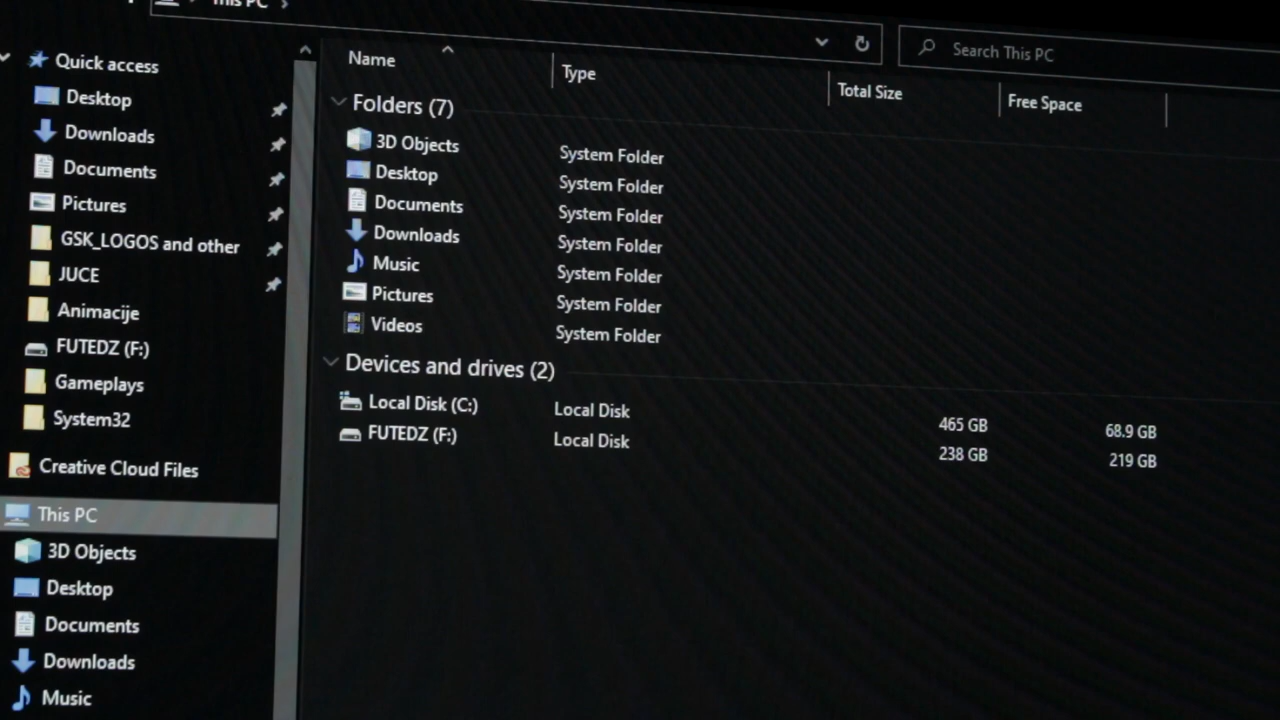 This PC
Search This PC
Quick access
Desktop
Downloads
Documents
Pictures
GSK_LOGOS and other
JUCE
Animacije
FUTEDZ (F:)
Gameplays
System32
Creative Cloud Files
This PC
3D Objects
Desktop
Documents
Downloads
Music
Name Type Total Size Free Space
Folders (7)
3D Objects System Folder
Desktop System Folder
Documents System Folder
Downloads System Folder
Music System Folder
Pictures System Folder
Videos System Folder
Devices and drives (2)
Local Disk (C:) Local Disk 465 GB 68.9 GB
FUTEDZ (F:) Local Disk 238 GB 219 GB